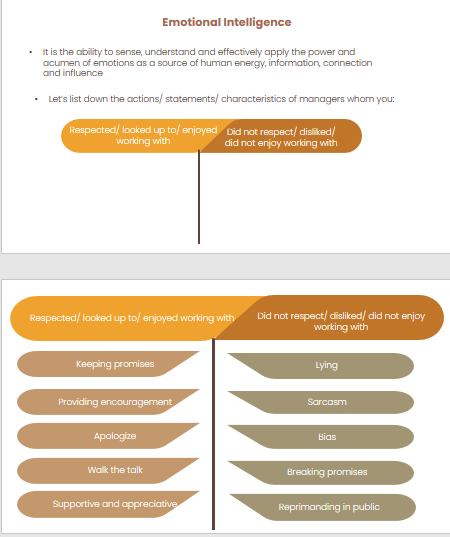 Emotional Intelligence
• It is the ability to sense, understand and effectively apply the power and
acumen of emotions as a source of human energy, information, connection
and influence
• Let's list down the actions/ statements/ characteristics of managers whom you:
Respected/ looked up to/ enjoyed
working with
Did not respect/ disliked/
did not enjoy working with
Respected/ looked up to/ enjoyed working with
Did not respect/ disliked/ did not enjoy
working with
Keeping promises
Lying
Providing encouragement
Sarcasm
Apologize
Bias
Walk the talk
Breaking promises
Supportive and appreciative
Reprimanding in public